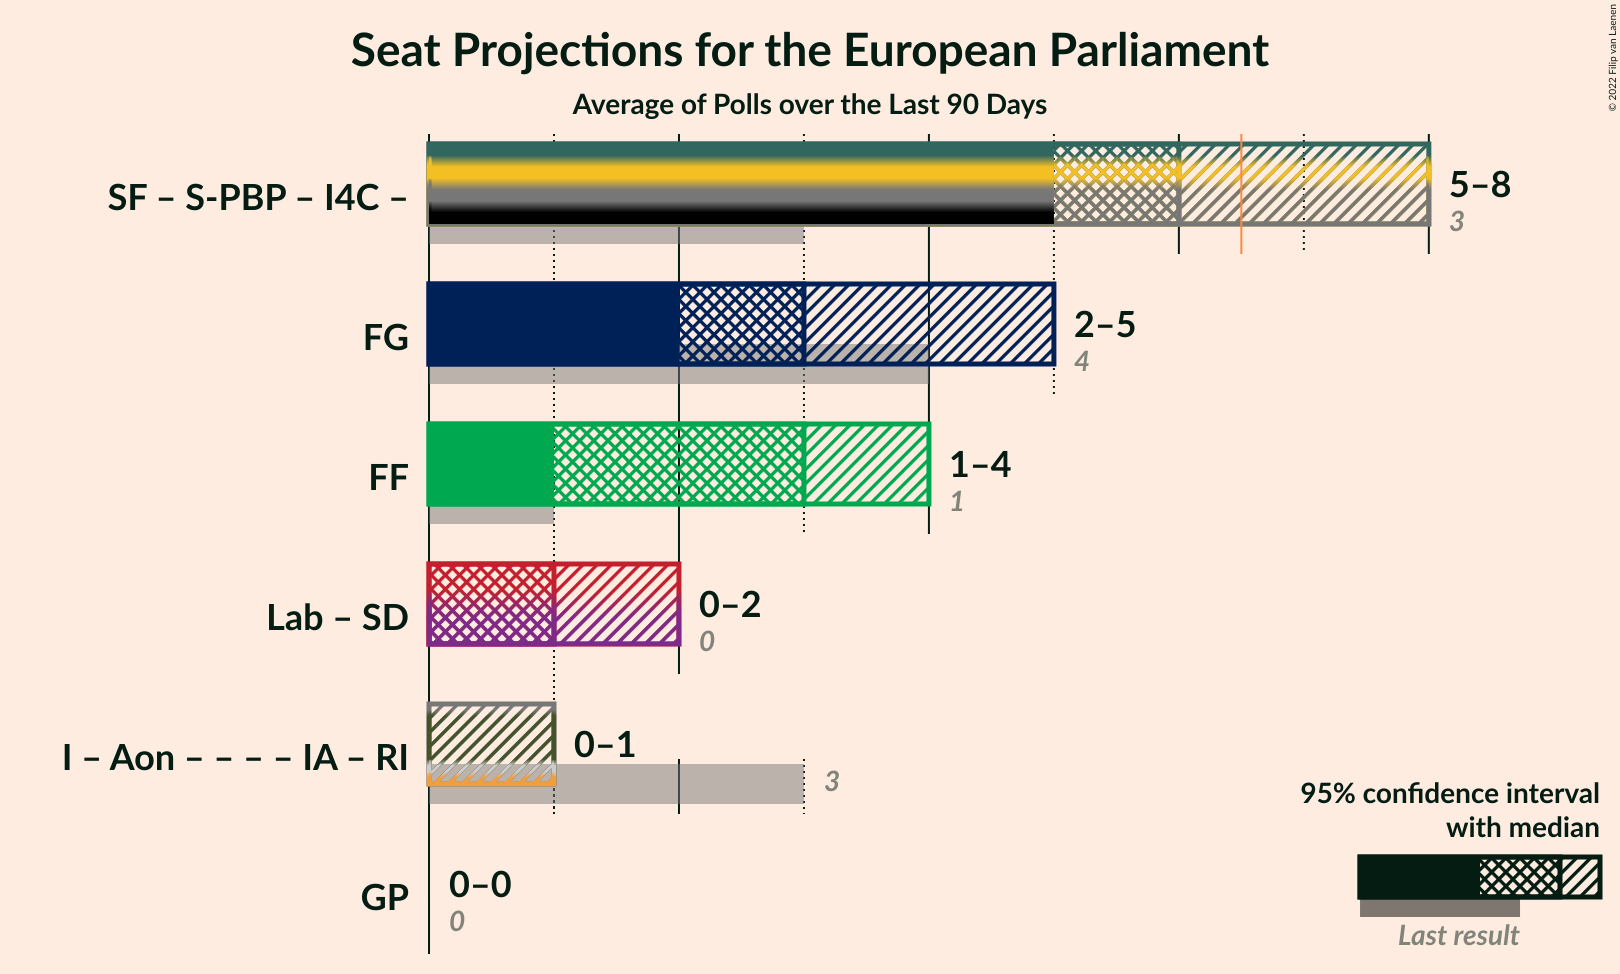 Seat Projections for the European Parliament
Average of Polls over the Last 90 Days
© 2022 Filip van Laenen
SF – S-PBP – I4C –
5–8
3
FG
2–5
4
FF
1–4
1
Lab – SD
0–2
0
I – Aon – – – – IA – RI
0–1
3
GP
0–0
0
95% confidence interval
with median
Last result